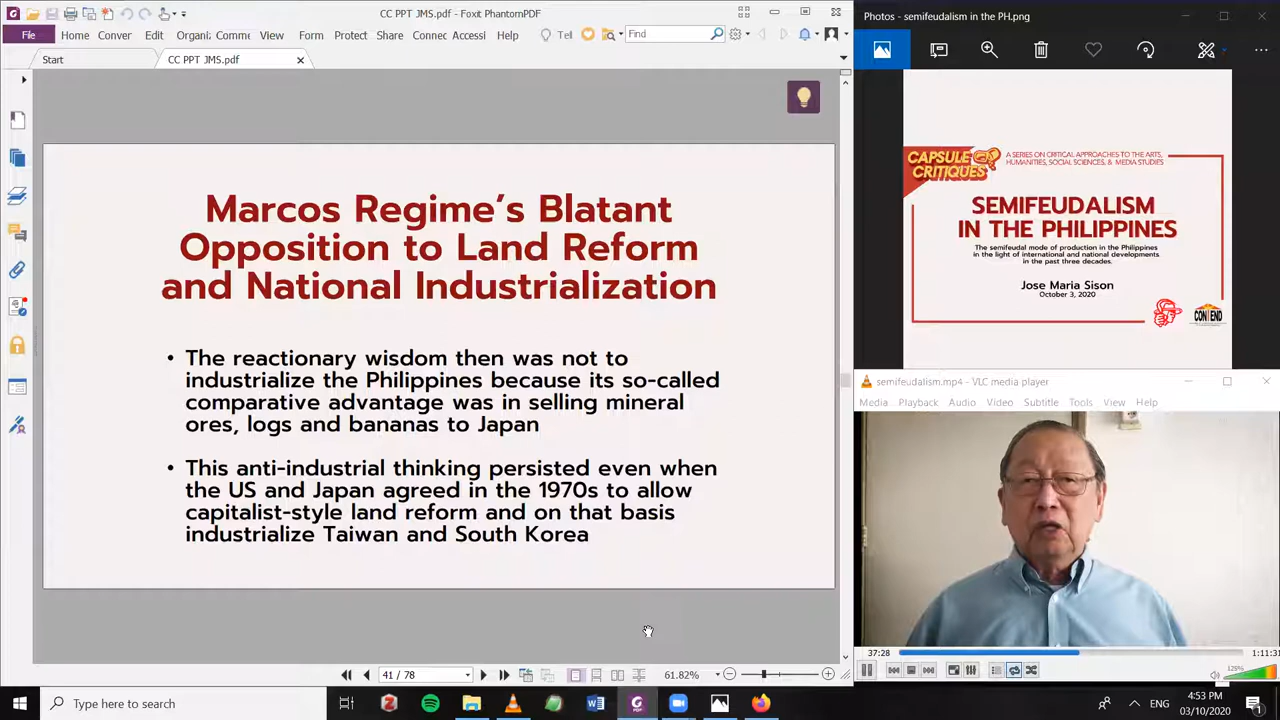 CC PPT JMS.pdf - Foxit PhantomPDF
File Home Conver Edit Organi Comme View Form Protect Share Connec Accessi Help Tel Find
Start CC PPT JMS.pdf
Marcos Regime's Blatant
Opposition to Land Reform
and National Industrialization
• The reactionary wisdom then was not to
industrialize the Philippines because its so-called
comparative advantage was in selling mineral
ores, logs and bananas to Japan
• This anti-industrial thinking persisted even when
the US and Japan agreed in the 1970s to allow
capitalist-style land reform and on that basis
industrialize Taiwan and South Korea
41 / 78
61.82%
Photos - semifeudalism in the PH.png
CAPSULE
CRITIQUES
A SERIES ON CRITICAL APPROACHES TO THE ARTS,
HUMANITIES, SOCIAL SCIENCES, & MEDIA STUDIES
SEMIFEUDALISM
IN THE PHILIPPINES
The semifeudal mode of production in the Philippines
in the light of international and national developments
in the past three decades.
Jose Maria Sison
October 3, 2020
CONTEND
semifeudalism.mp4 - VLC media player
Media Playback Audio Video Subtitle Tools View Help
37:28
1:11:31
125%
Type here to search
ENG
4:53 PM
03/10/2020
1